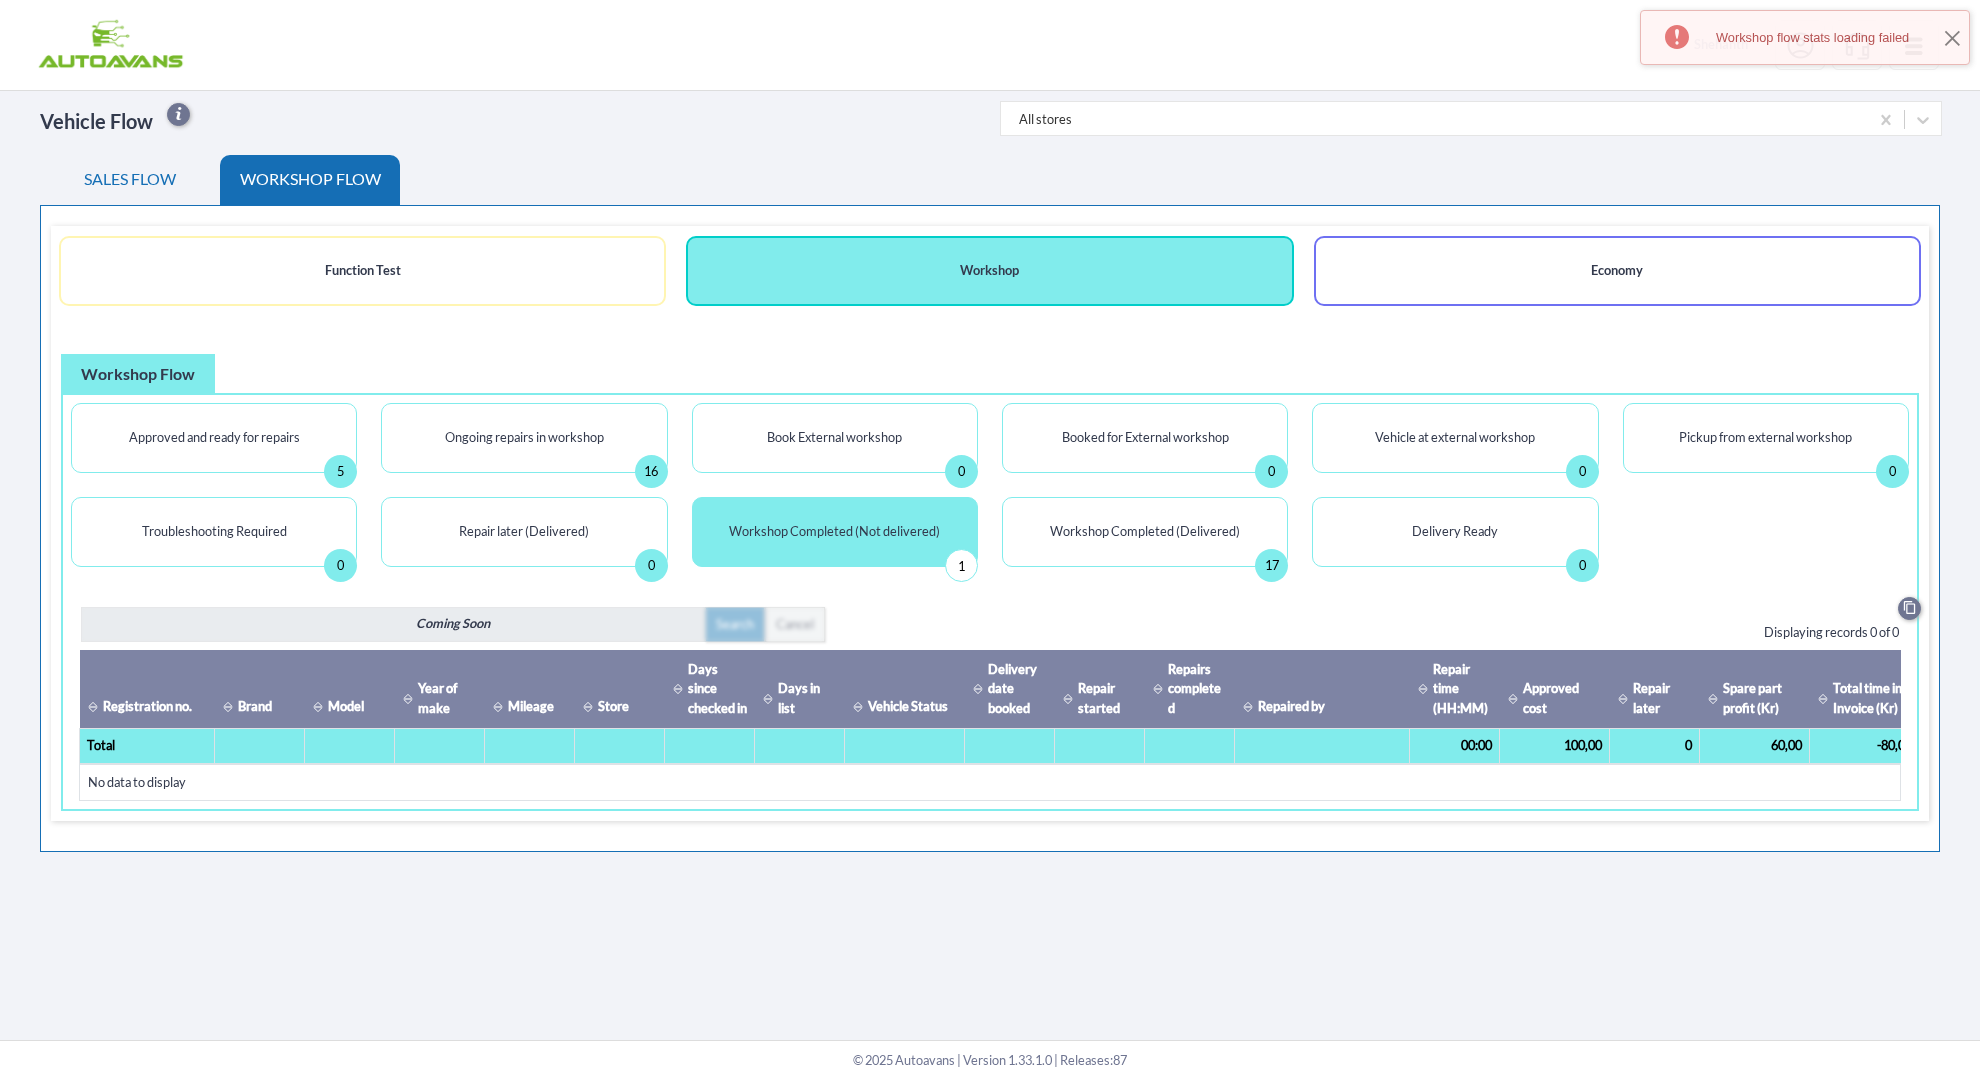 AUTOAVANS
Workshop flow stats loading failed
Vehicle Flow
All stores
SALES FLOW
WORKSHOP FLOW
Function Test
Workshop
Economy
Workshop Flow
Approved and ready for repairs
5
Ongoing repairs in workshop
16
Book External workshop
0
Booked for External workshop
0
Vehicle at external workshop
0
Pickup from external workshop
0
Troubleshooting Required
0
Repair later (Delivered)
0
Workshop Completed (Not delivered)
1
Workshop Completed (Delivered)
17
Delivery Ready
0
Coming Soon
Search
Cancel
Displaying records 0 of 0
Registration no.
Brand
Model
Year of
make
Mileage
Store
Days
since
checked in
Days in
list
Vehicle Status
Delivery
date
booked
Repair
started
Repairs
complete
d
Repaired by
Repair
time
(HH:MM)
Approved
cost
Repair
later
Spare part
profit (Kr)
Total time in
Invoice (Kr)
Total
00:00
100,00
0
60,00
-80,0
No data to display
© 2025 Autoavans | Version 1.33.1.0 | Releases:87